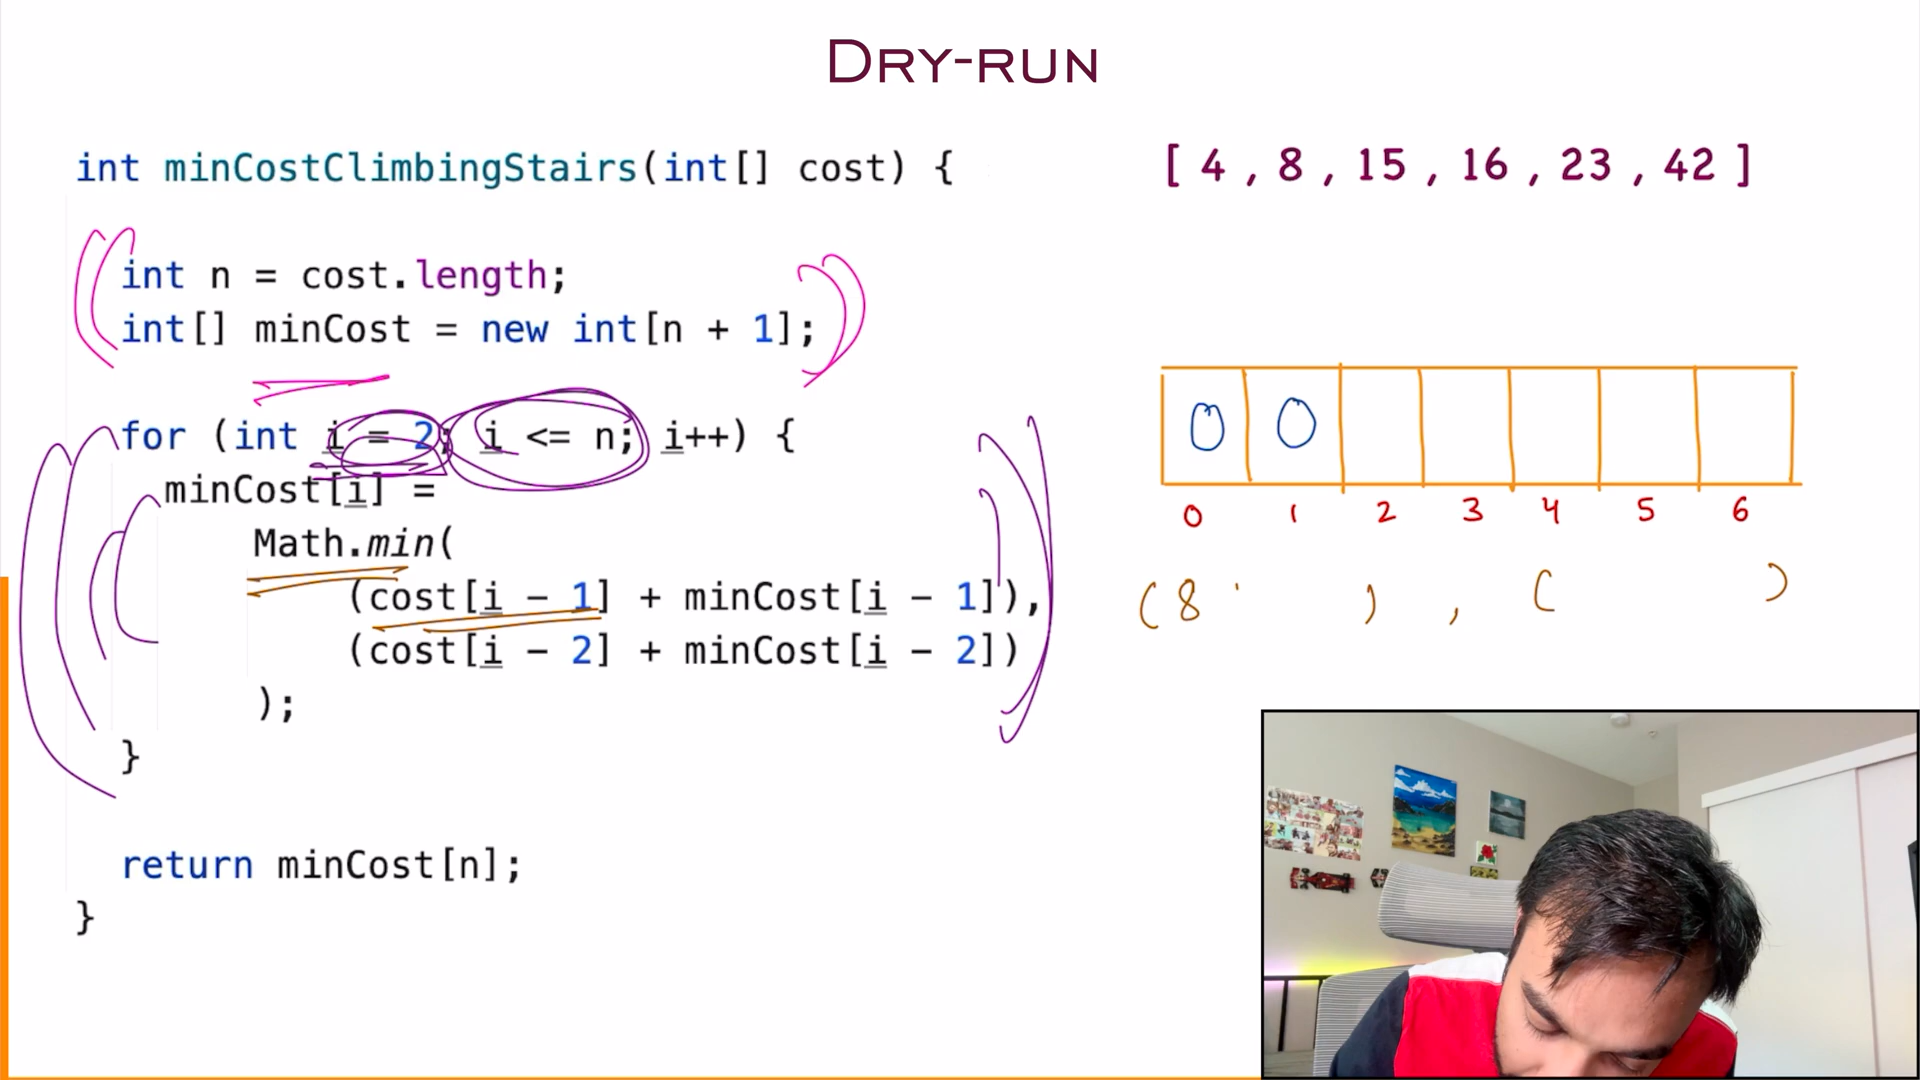 DRY-RUN
int minCostClimbingStairs(int[] cost) {
int n = cost.length;
int[] minCost = new int[n + 1];
for (int i = 2; i <= n; i++) {
minCost[i] =
Math.min(
(cost[i - 1] + minCost[i - 1]),
(cost[i - 2] + minCost[i - 2])
);
}
return minCost[n];
}
[ 4 , 8 , 15 , 16 , 23 , 42 ]
0 0
0 1 2 3 4 5 6
(8 ) , ( )